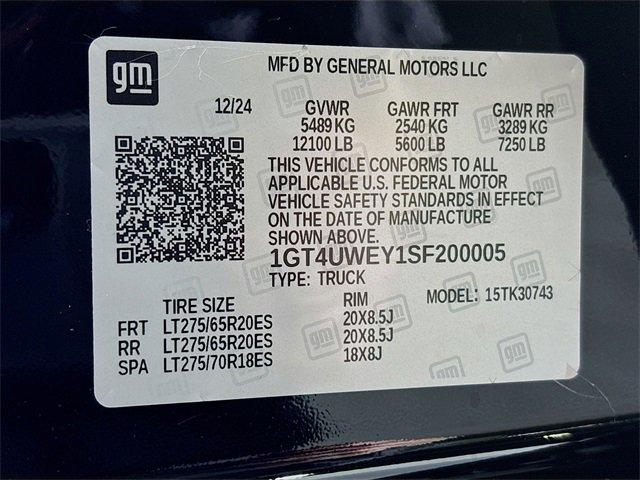 gm
MFD BY GENERAL MOTORS LLC
12/24 GVWR GAWR FRT GAWR RR
5489 KG 2540 KG 3289 KG
12100 LB 5600 LB 7250 LB
THIS VEHICLE CONFORMS TO ALL
APPLICABLE U.S. FEDERAL MOTOR
VEHICLE SAFETY STANDARDS IN EFFECT
ON THE DATE OF MANUFACTURE
SHOWN ABOVE.
1GT4UWEY1SF200005
TYPE: TRUCK MODEL: 15TK30743
TIRE SIZE RIM
FRT LT275/65R20ES 20X8.5J
RR LT275/65R20ES 20X8.5J
SPA LT275/70R18ES 18X8J